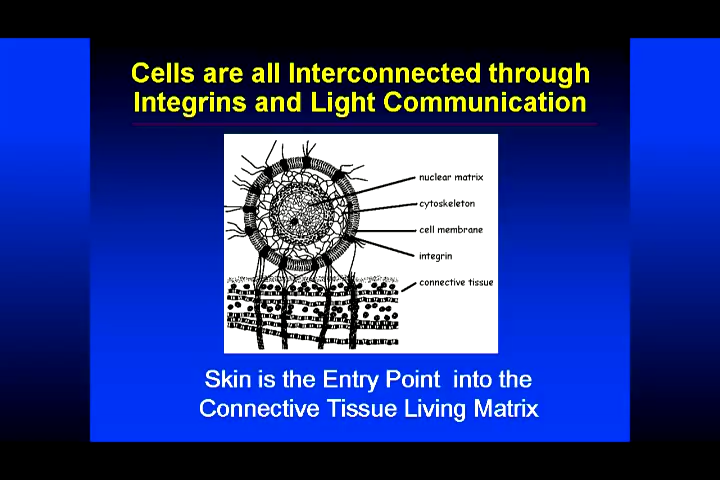 Cells are all Interconnected through
Integrins and Light Communication
nuclear matrix
cytoskeleton
cell membrane
integrin
connective tissue
Skin is the Entry Point into the
Connective Tissue Living Matrix